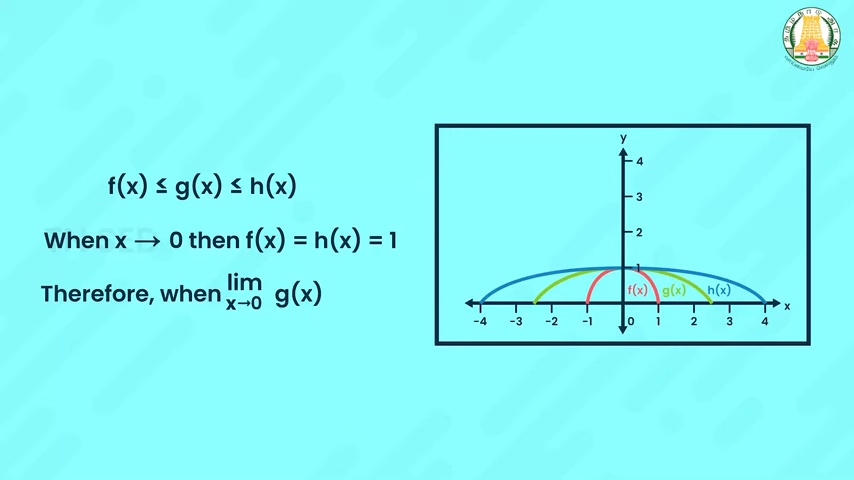 f(x) ≤ g(x) ≤ h(x)
When x → 0 then f(x) = h(x) = 1
Therefore, when lim x→0 g(x)
y
4
3
2
1
f(x) g(x) h(x)
x
-4 -3 -2 -1 0 1 2 3 4